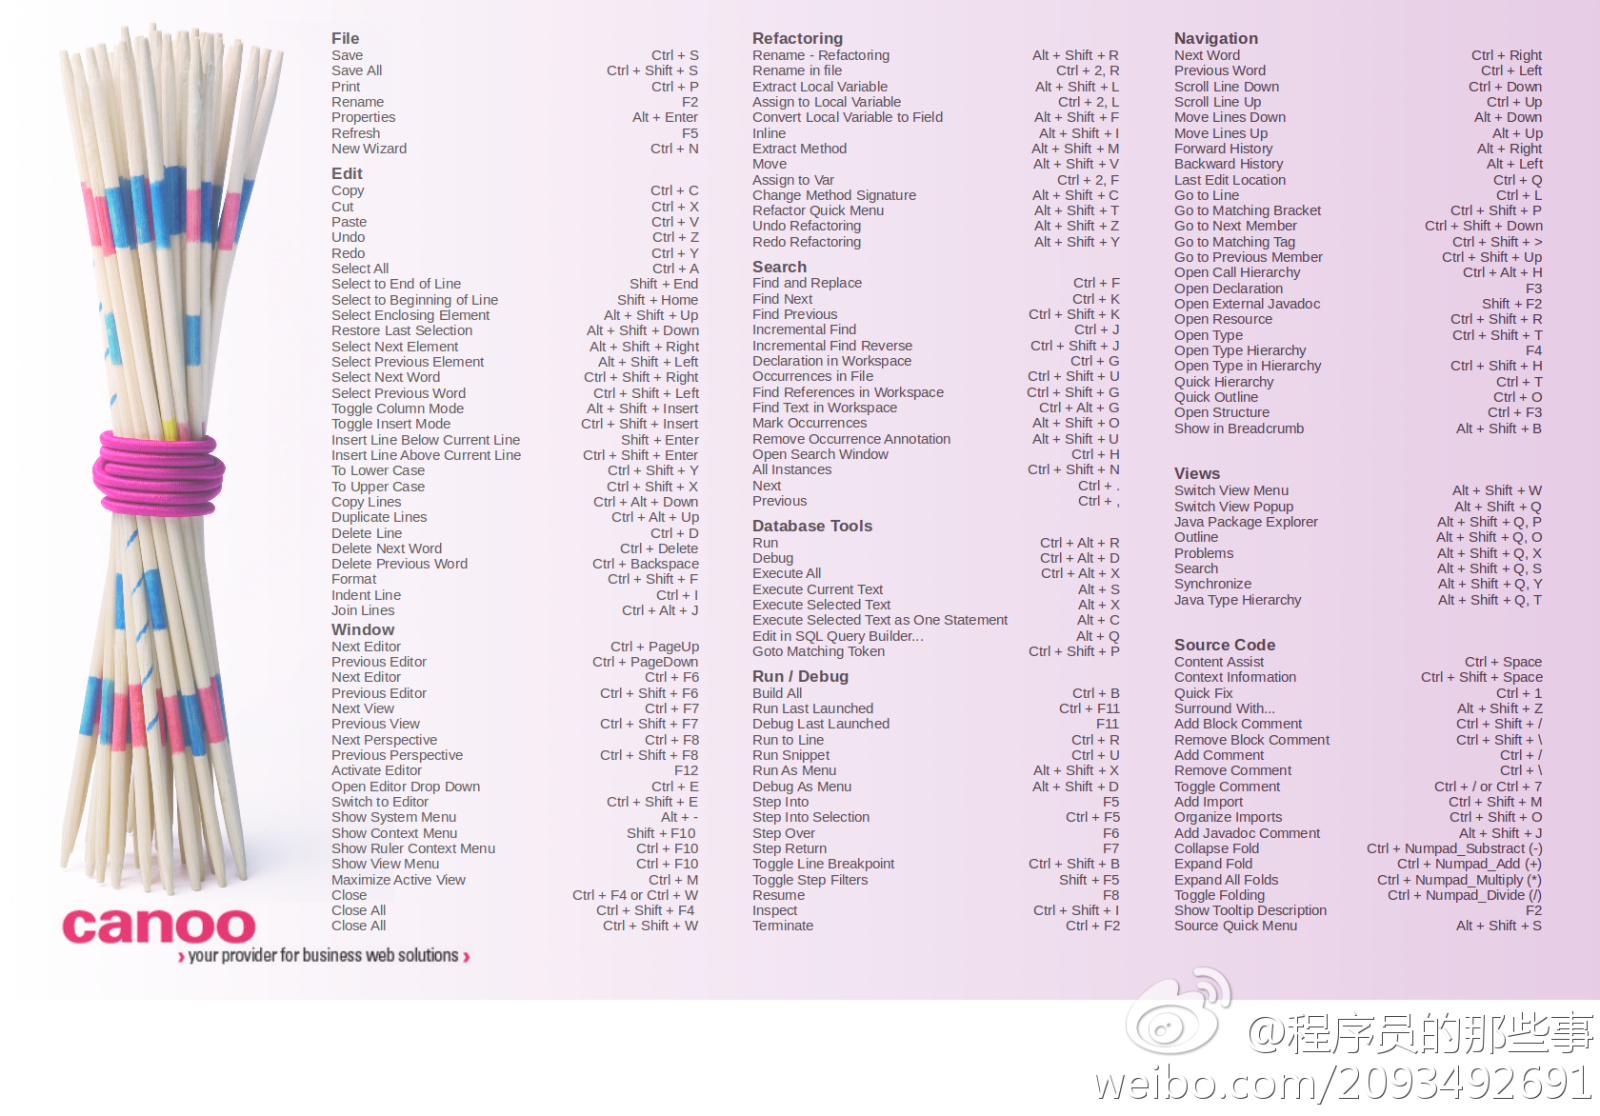 File
Save Ctrl + S
Save All Ctrl + Shift + S
Print Ctrl + P
Rename F2
Properties Alt + Enter
Refresh F5
New Wizard Ctrl + N
Edit
Copy Ctrl + C
Cut Ctrl + X
Paste Ctrl + V
Undo Ctrl + Z
Redo Ctrl + Y
Select All Ctrl + A
Select to End of Line Shift + End
Select to Beginning of Line Shift + Home
Select Enclosing Element Alt + Shift + Up
Restore Last Selection Alt + Shift + Down
Select Next Element Alt + Shift + Right
Select Previous Element Alt + Shift + Left
Select Next Word Ctrl + Shift + Right
Select Previous Word Ctrl + Shift + Left
Toggle Column Mode Alt + Shift + Insert
Toggle Insert Mode Ctrl + Shift + Insert
Insert Line Below Current Line Shift + Enter
Insert Line Above Current Line Ctrl + Shift + Enter
To Lower Case Ctrl + Shift + Y
To Upper Case Ctrl + Shift + X
Copy Lines Ctrl + Alt + Down
Duplicate Lines Ctrl + Alt + Up
Delete Line Ctrl + D
Delete Next Word Ctrl + Delete
Delete Previous Word Ctrl + Backspace
Format Ctrl + Shift + F
Indent Line Ctrl + I
Join Lines Ctrl + Alt + J
Window
Next Editor Ctrl + PageUp
Previous Editor Ctrl + PageDown
Next Editor Ctrl + F6
Previous Editor Ctrl + Shift + F6
Next View Ctrl + F7
Previous View Ctrl + Shift + F7
Next Perspective Ctrl + F8
Previous Perspective Ctrl + Shift + F8
Activate Editor F12
Open Editor Drop Down Ctrl + E
Switch to Editor Ctrl + Shift + E
Show System Menu Alt + -
Show Context Menu Shift + F10
Show Ruler Context Menu Ctrl + F10
Show View Menu Ctrl + F10
Maximize Active View Ctrl + M
Close Ctrl + F4 or Ctrl + W
Close All Ctrl + Shift + F4
Close All Ctrl + Shift + W
Refactoring
Rename - Refactoring Alt + Shift + R
Rename in file Ctrl + 2, R
Extract Local Variable Alt + Shift + L
Assign to Local Variable Ctrl + 2, L
Convert Local Variable to Field Alt + Shift + F
Inline Alt + Shift + I
Extract Method Alt + Shift + M
Move Alt + Shift + V
Assign to Var Ctrl + 2, F
Change Method Signature Alt + Shift + C
Refactor Quick Menu Alt + Shift + T
Undo Refactoring Alt + Shift + Z
Redo Refactoring Alt + Shift + Y
Search
Find and Replace Ctrl + F
Find Next Ctrl + K
Find Previous Ctrl + Shift + K
Incremental Find Ctrl + J
Incremental Find Reverse Ctrl + Shift + J
Declaration in Workspace Ctrl + G
Occurrences in File Ctrl + Shift + U
Find References in Workspace Ctrl + Shift + G
Find Text in Workspace Ctrl + Alt + G
Mark Occurrences Alt + Shift + O
Remove Occurrence Annotation Alt + Shift + U
Open Search Window Ctrl + H
All Instances Ctrl + Shift + N
Next Ctrl + .
Previous Ctrl + ,
Database Tools
Run Ctrl + Alt + R
Debug Ctrl + Alt + D
Execute All Ctrl + Alt + X
Execute Current Text Alt + S
Execute Selected Text Alt + X
Execute Selected Text as One Statement Alt + C
Edit in SQL Query Builder... Alt + Q
Goto Matching Token Ctrl + Shift + P
Run / Debug
Build All Ctrl + B
Run Last Launched Ctrl + F11
Debug Last Launched F11
Run to Line Ctrl + R
Run Snippet Ctrl + U
Run As Menu Alt + Shift + X
Debug As Menu Alt + Shift + D
Step Into F5
Step Into Selection Ctrl + F5
Step Over F6
Step Return F7
Toggle Line Breakpoint Ctrl + Shift + B
Toggle Step Filters Shift + F5
Resume F8
Inspect Ctrl + Shift + I
Terminate Ctrl + F2
Navigation
Next Word Ctrl + Right
Previous Word Ctrl + Left
Scroll Line Down Ctrl + Down
Scroll Line Up Ctrl + Up
Move Lines Down Alt + Down
Move Lines Up Alt + Up
Forward History Alt + Right
Backward History Alt + Left
Last Edit Location Ctrl + Q
Go to Line Ctrl + L
Go to Matching Bracket Ctrl + Shift + P
Go to Next Member Ctrl + Shift + Down
Go to Matching Tag Ctrl + Shift + >
Go to Previous Member Ctrl + Shift + Up
Open Call Hierarchy Ctrl + Alt + H
Open Declaration F3
Open External Javadoc Shift + F2
Open Resource Ctrl + Shift + R
Open Type Ctrl + Shift + T
Open Type Hierarchy F4
Open Type in Hierarchy Ctrl + Shift + H
Quick Hierarchy Ctrl + T
Quick Outline Ctrl + O
Open Structure Ctrl + F3
Show in Breadcrumb Alt + Shift + B
Views
Switch View Menu Alt + Shift + W
Switch View Popup Alt + Shift + Q
Java Package Explorer Alt + Shift + Q, P
Outline Alt + Shift + Q, O
Problems Alt + Shift + Q, X
Search Alt + Shift + Q, S
Synchronize Alt + Shift + Q, Y
Java Type Hierarchy Alt + Shift + Q, T
Source Code
Content Assist Ctrl + Space
Context Information Ctrl + Shift + Space
Quick Fix Ctrl + 1
Surround With... Alt + Shift + Z
Add Block Comment Ctrl + Shift + /
Remove Block Comment Ctrl + Shift + \
Add Comment Ctrl + /
Remove Comment Ctrl + \
Toggle Comment Ctrl + / or Ctrl + 7
Add Import Ctrl + Shift + M
Organize Imports Ctrl + Shift + O
Add Javadoc Comment Alt + Shift + J
Collapse Fold Ctrl + Numpad_Substract (-)
Expand Fold Ctrl + Numpad_Add (+)
Expand All Folds Ctrl + Numpad_Multiply (*)
Toggle Folding Ctrl + Numpad_Divide (/)
Show Tooltip Description F2
Source Quick Menu Alt + Shift + S
canoo
› your provider for business web solutions ›
@程序员的那些事
weibo.com/2093492691